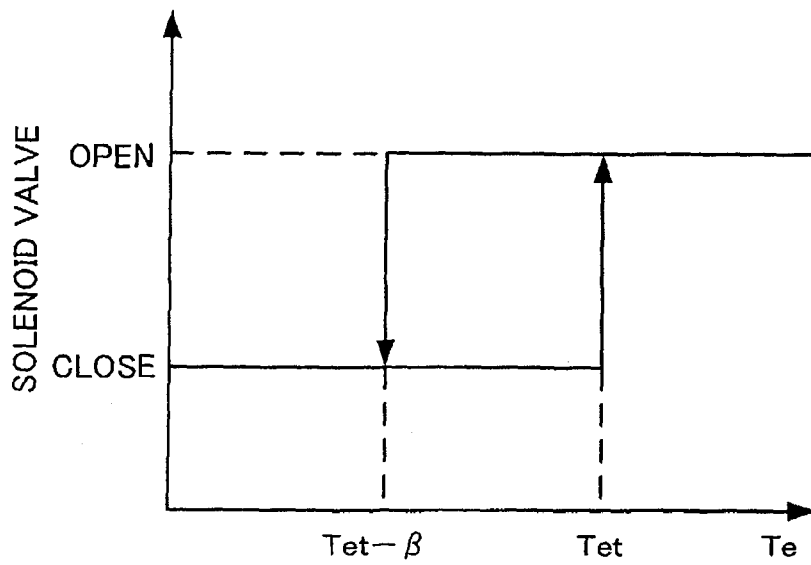 SOLENOID VALVE
OPEN
CLOSE
Tet－β
Tet
Te